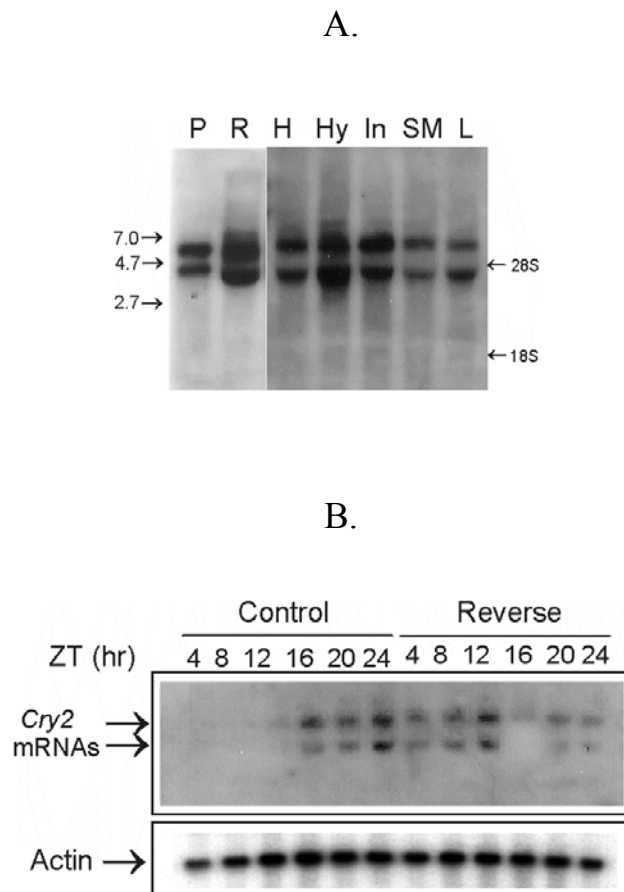 A.
P R H Hy In SM L
7.0→
4.7→
←28S
2.7→
←18S
B.
Control Reverse
ZT (hr) 4 8 12 16 20 24 4 8 12 16 20 24
Cry2
mRNAs
Actin